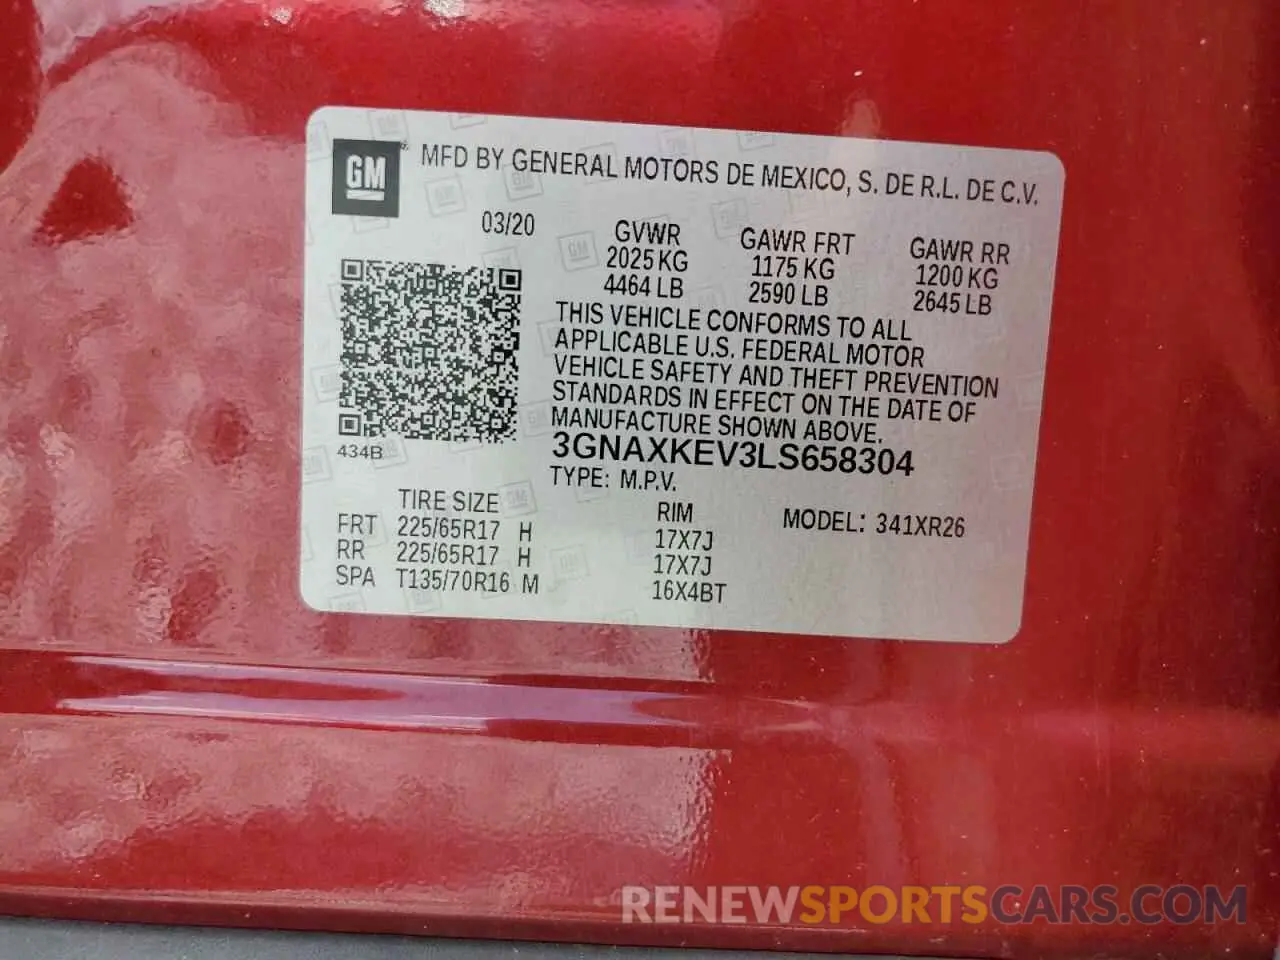 GM
MFD BY GENERAL MOTORS DE MEXICO, S. DE R.L. DE C.V.
03/20
GVWR
2025 KG
4464 LB
GAWR FRT
1175 KG
2590 LB
GAWR RR
1200 KG
2645 LB
THIS VEHICLE CONFORMS TO ALL
APPLICABLE U.S. FEDERAL MOTOR
VEHICLE SAFETY AND THEFT PREVENTION
STANDARDS IN EFFECT ON THE DATE OF
MANUFACTURE SHOWN ABOVE.
434B
3GNAXKEV3LS658304
TYPE: M.P.V.
TIRE SIZE RIM MODEL: 341XR26
FRT 225/65R17 H 17X7J
RR 225/65R17 H 17X7J
SPA T135/70R16 M 16X4BT
RENEWSPORTSCARS.COM